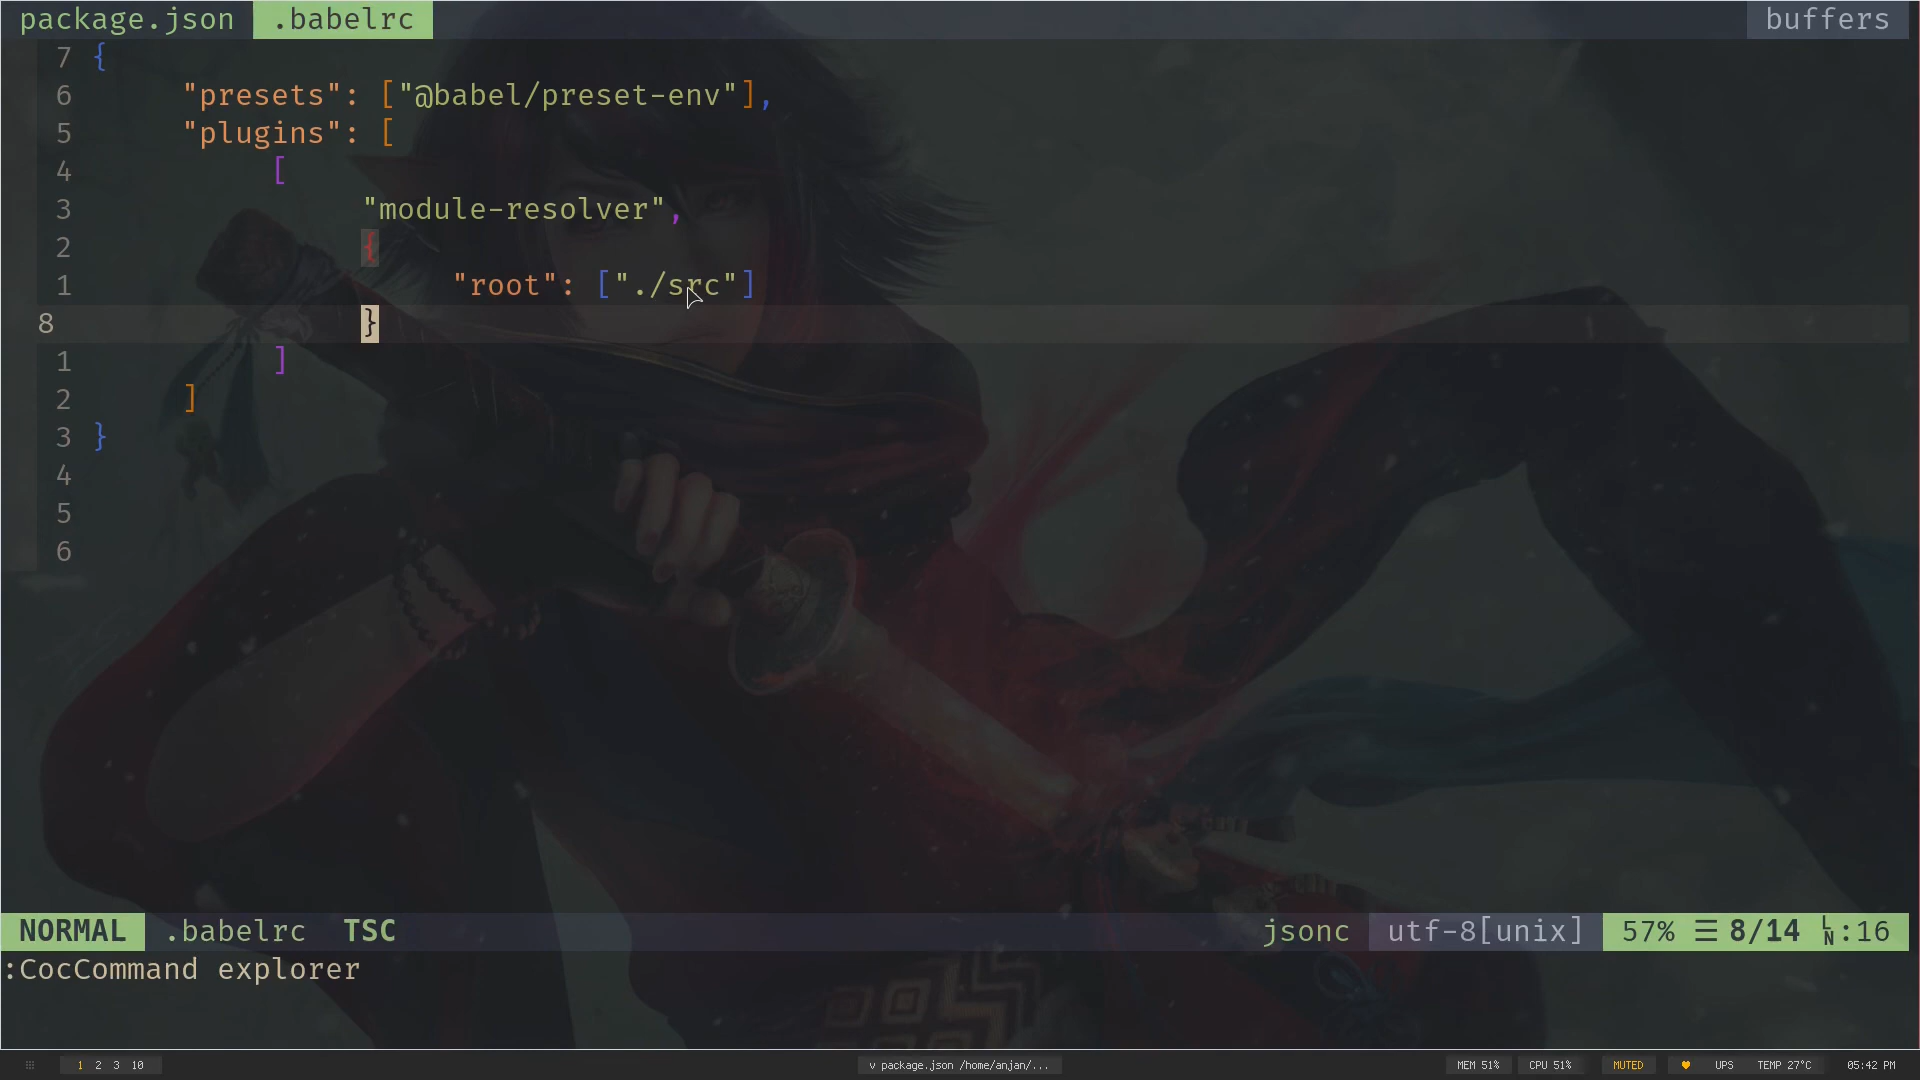 package.json .babelrc buffers
7 {
6 "presets": ["@babel/preset-env"],
5 "plugins": [
4 [
3 "module-resolver",
2 {
1 "root": ["./src"]
8 }
1 ]
2 ]
3 }
4
5
6
NORMAL .babelrc TSC jsonc utf-8[unix] 57% ☰ 8/14 LN:16
:CocCommand explorer
1 2 3 10 v package.json /home/anjan/... MEM 51% CPU 51% MUTED ♥ UPS TEMP 27°C 05:42 PM